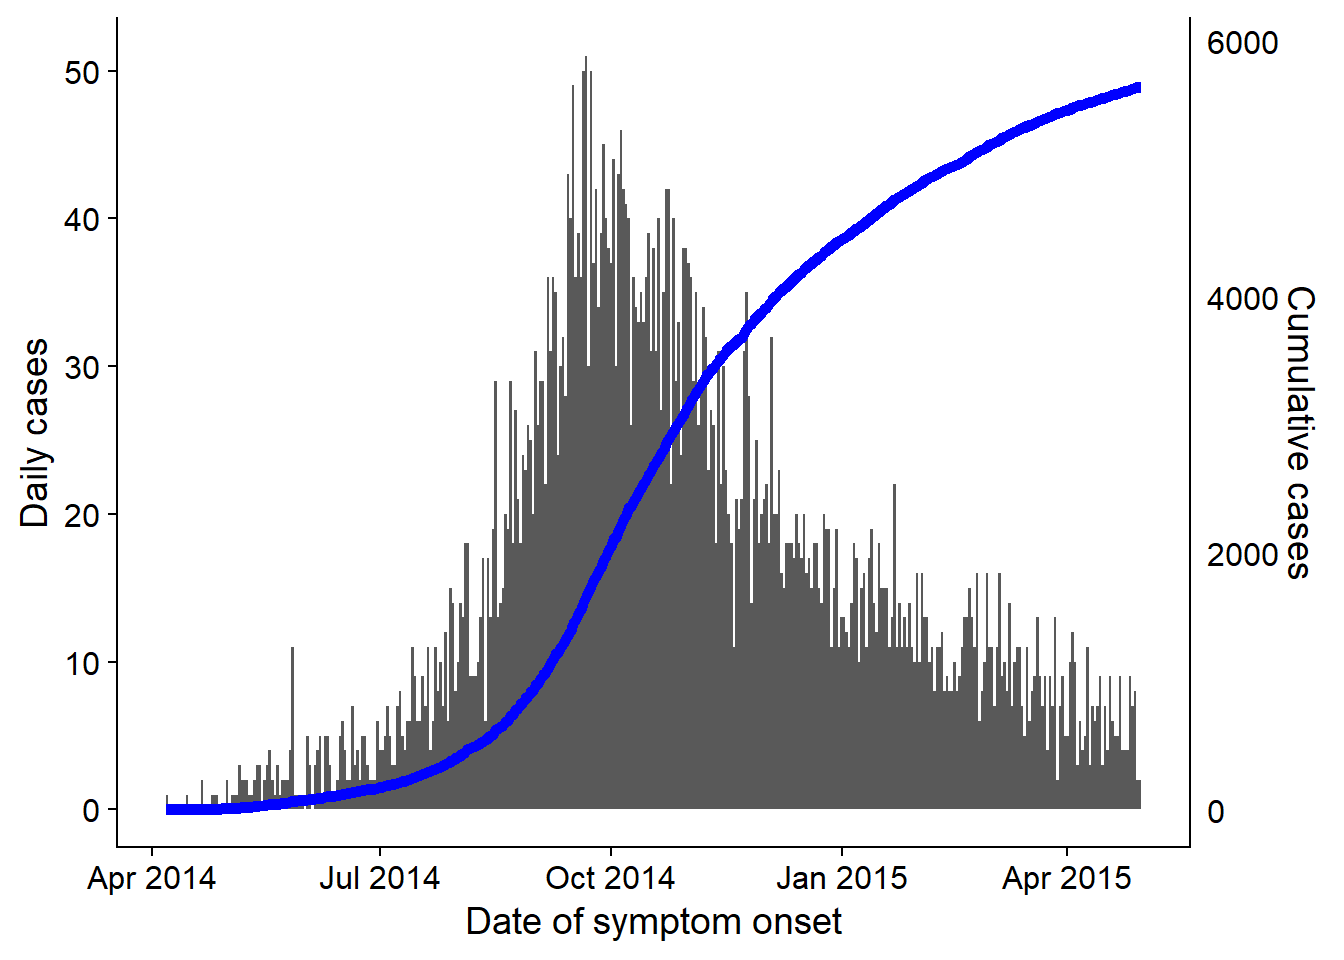 50
40
30
20
10
0
Daily cases
6000
4000
2000
0
Cumulative cases
Apr 2014
Jul 2014
Oct 2014
Jan 2015
Apr 2015
Date of symptom onset